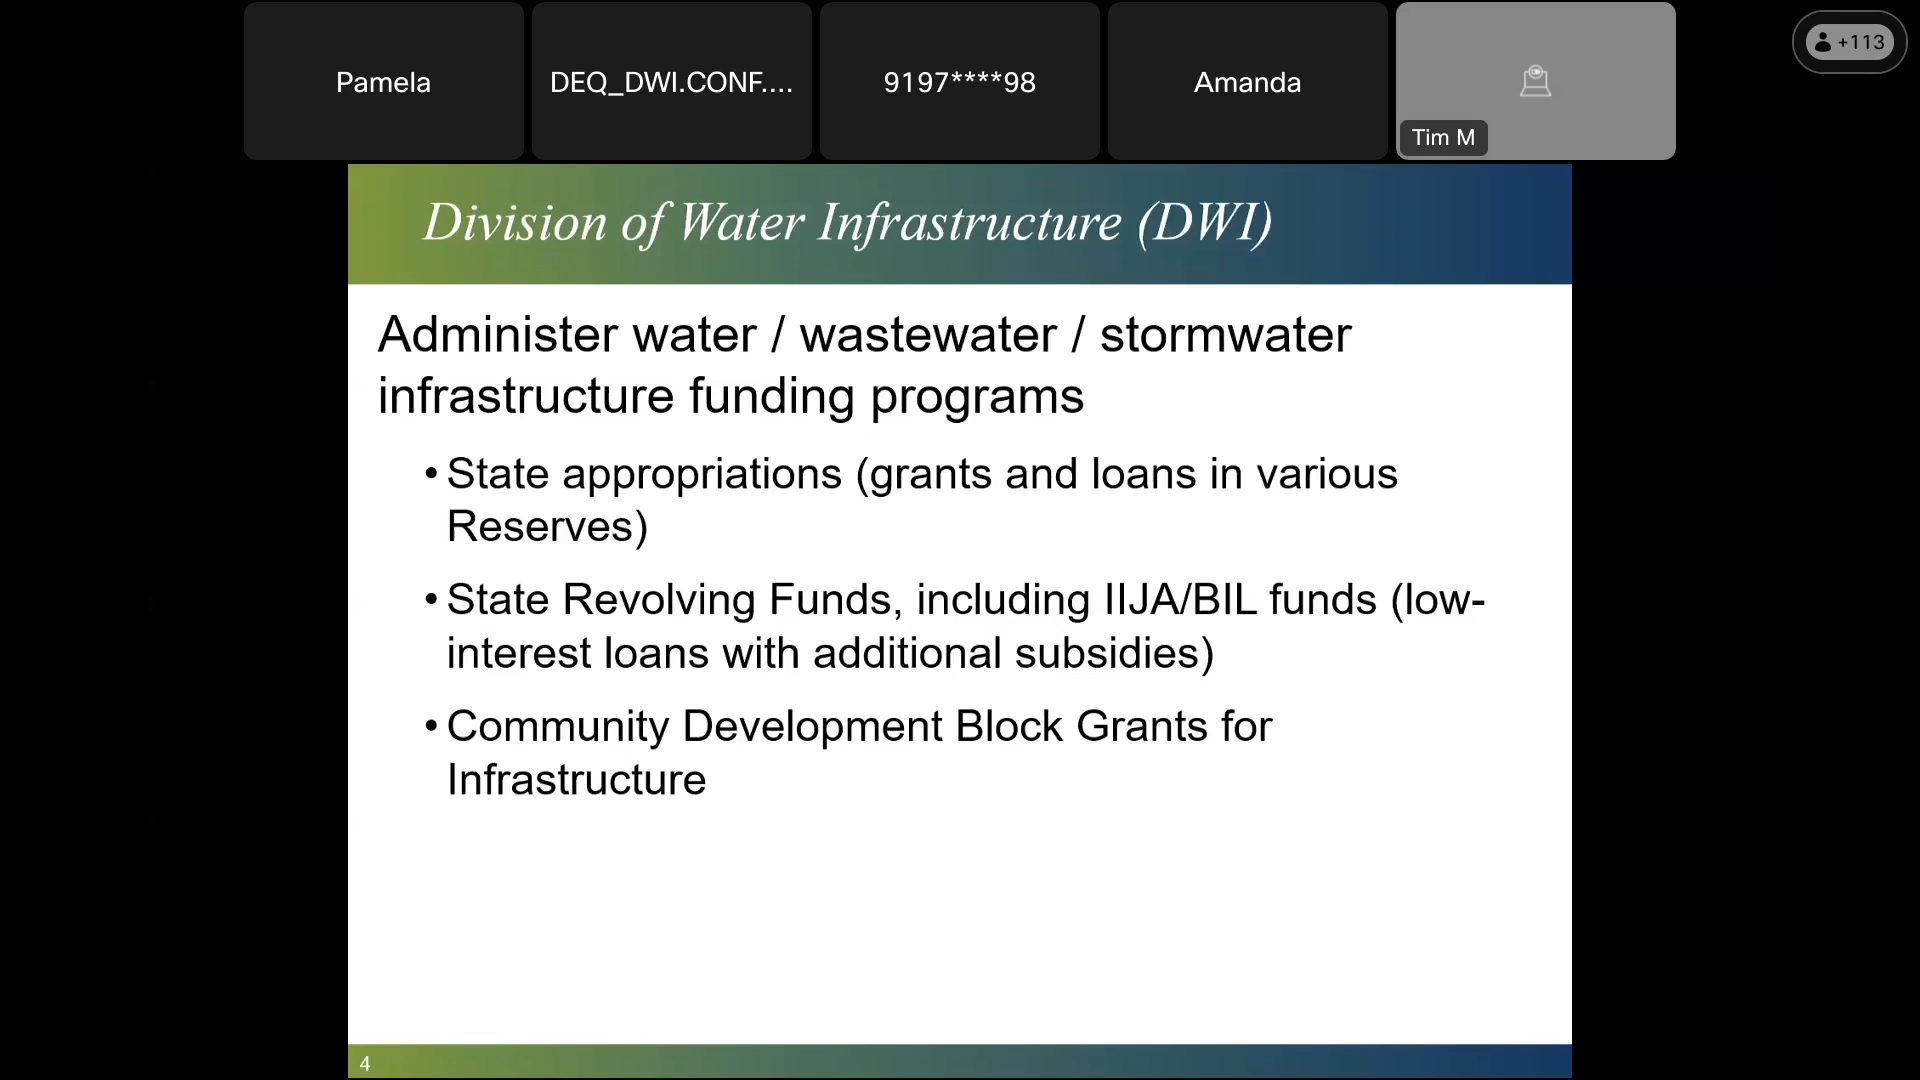 Pamela
DEQ_DWI.CONF....
9197****98
Amanda
Tim M
+113
Division of Water Infrastructure (DWI)
Administer water / wastewater / stormwater
infrastructure funding programs
• State appropriations (grants and loans in various
Reserves)
• State Revolving Funds, including IIJA/BIL funds (low-
interest loans with additional subsidies)
• Community Development Block Grants for
Infrastructure
4